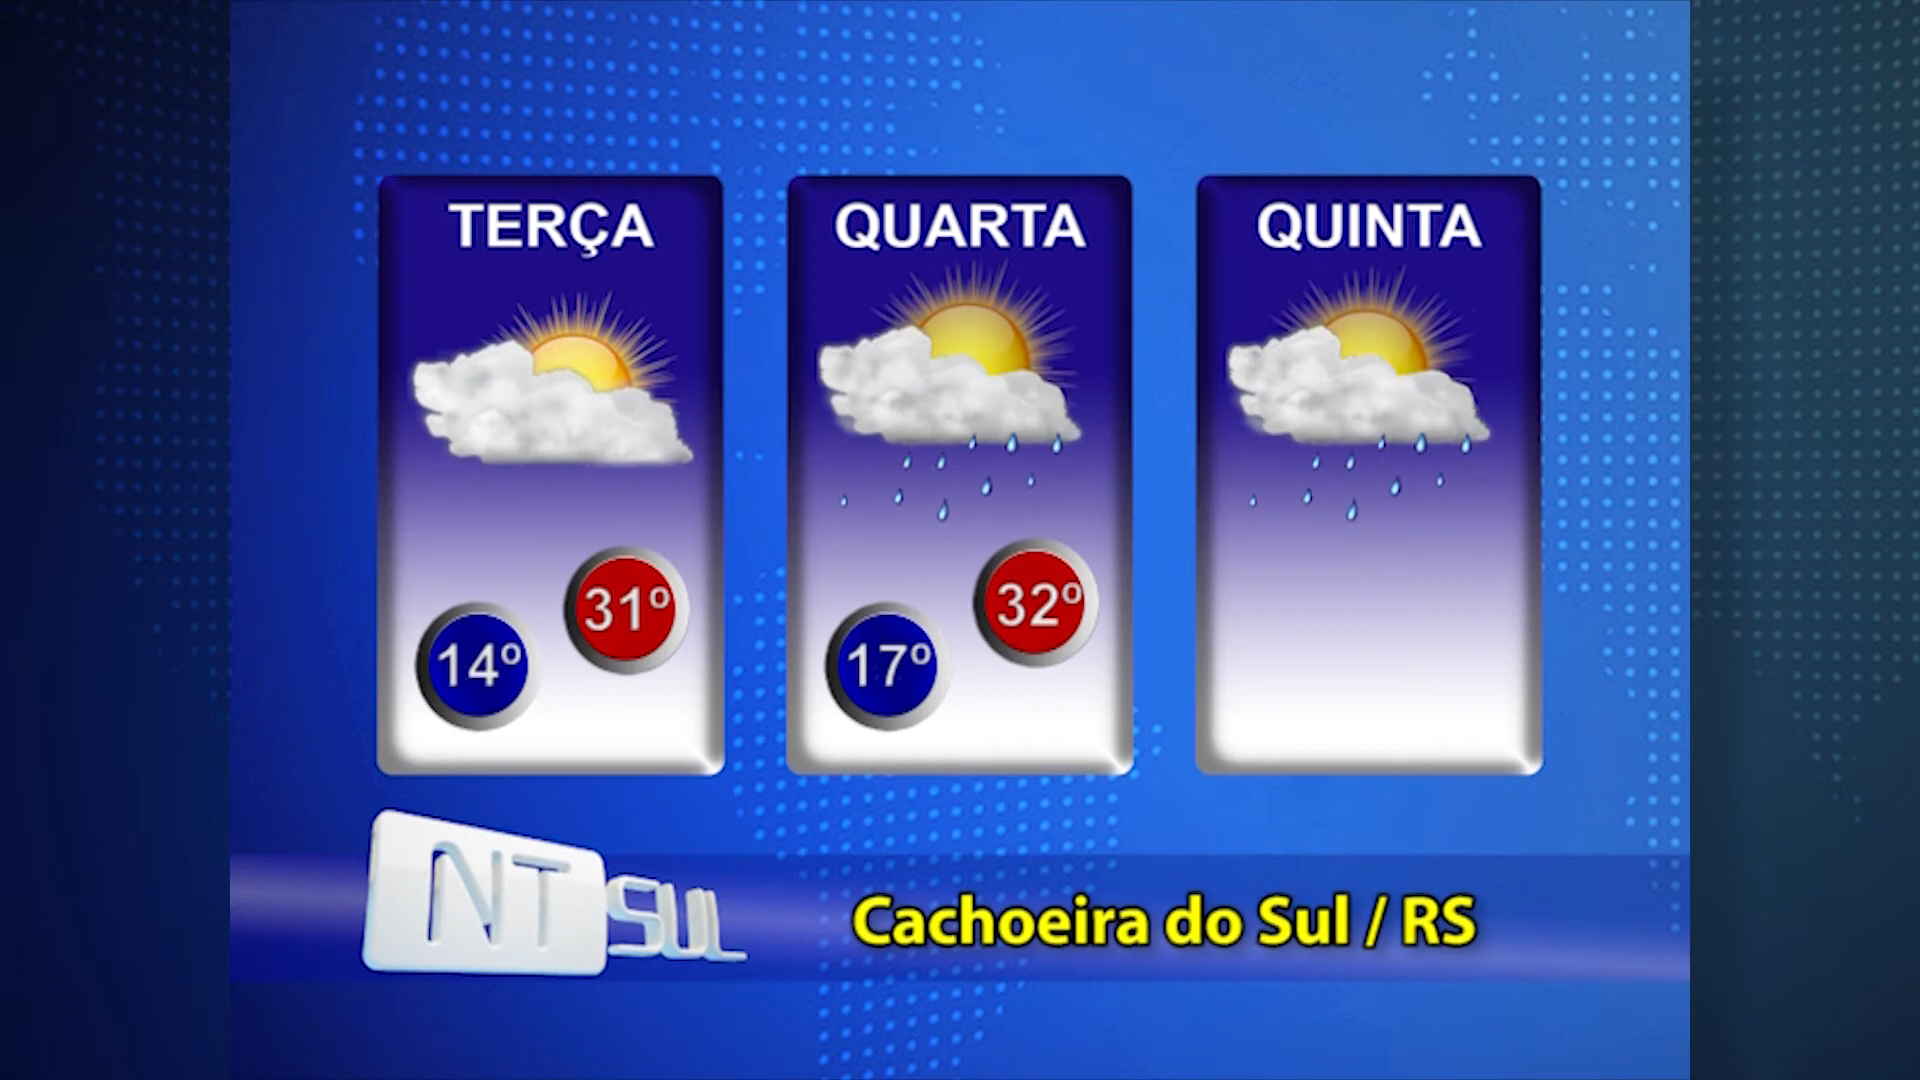 TERÇA
QUARTA
QUINTA
14º
31º
17º
32º
NT SUL
Cachoeira do Sul / RS